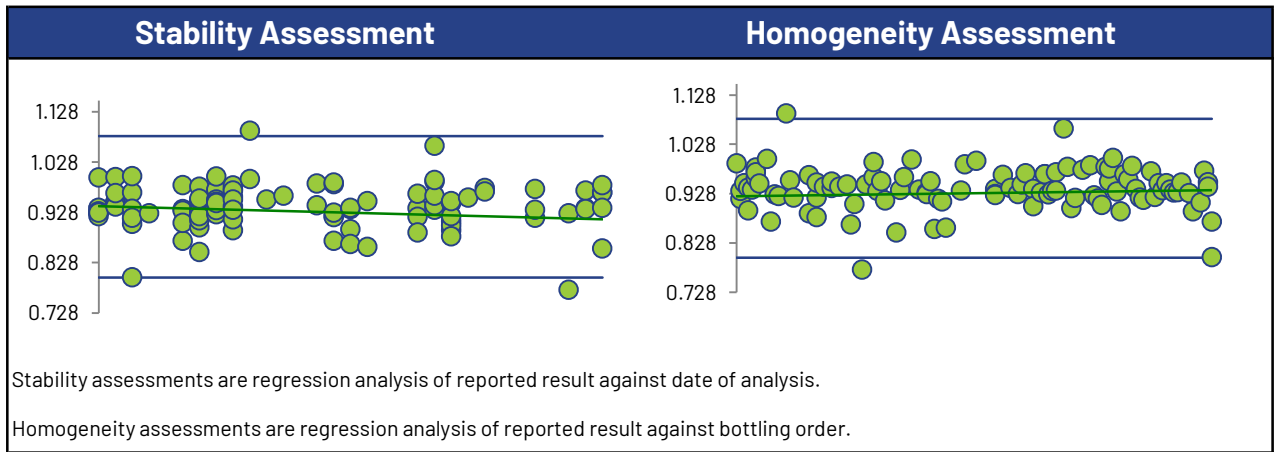 Stability Assessment
Homogeneity Assessment
1.128
1.028
0.928
0.828
0.728
1.128
1.028
0.928
0.828
0.728
Stability assessments are regression analysis of reported result against date of analysis.
Homogeneity assessments are regression analysis of reported result against bottling order.